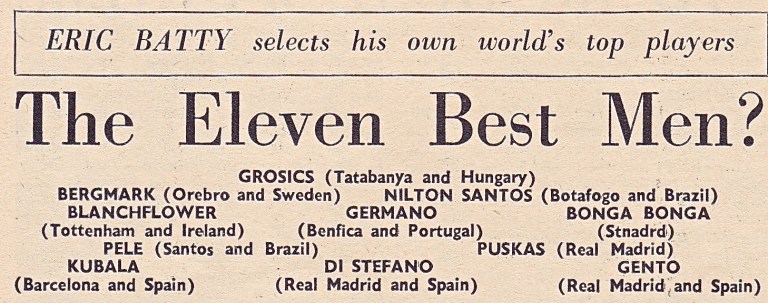 ERIC BATTY selects his own world's top players
The Eleven Best Men?
GROSICS (Tatabanya and Hungary)
BERGMARK (Orebro and Sweden) NILTON SANTOS (Botafogo and Brazil)
BLANCHFLOWER GERMANO BONGA BONGA
(Tottenham and Ireland) (Benfica and Portugal) (Stnadrd)
PELE (Santos and Brazil) PUSKAS (Real Madrid)
KUBALA DI STEFANO GENTO
(Barcelona and Spain) (Real Madrid and Spain) (Real Madrid and Spain)